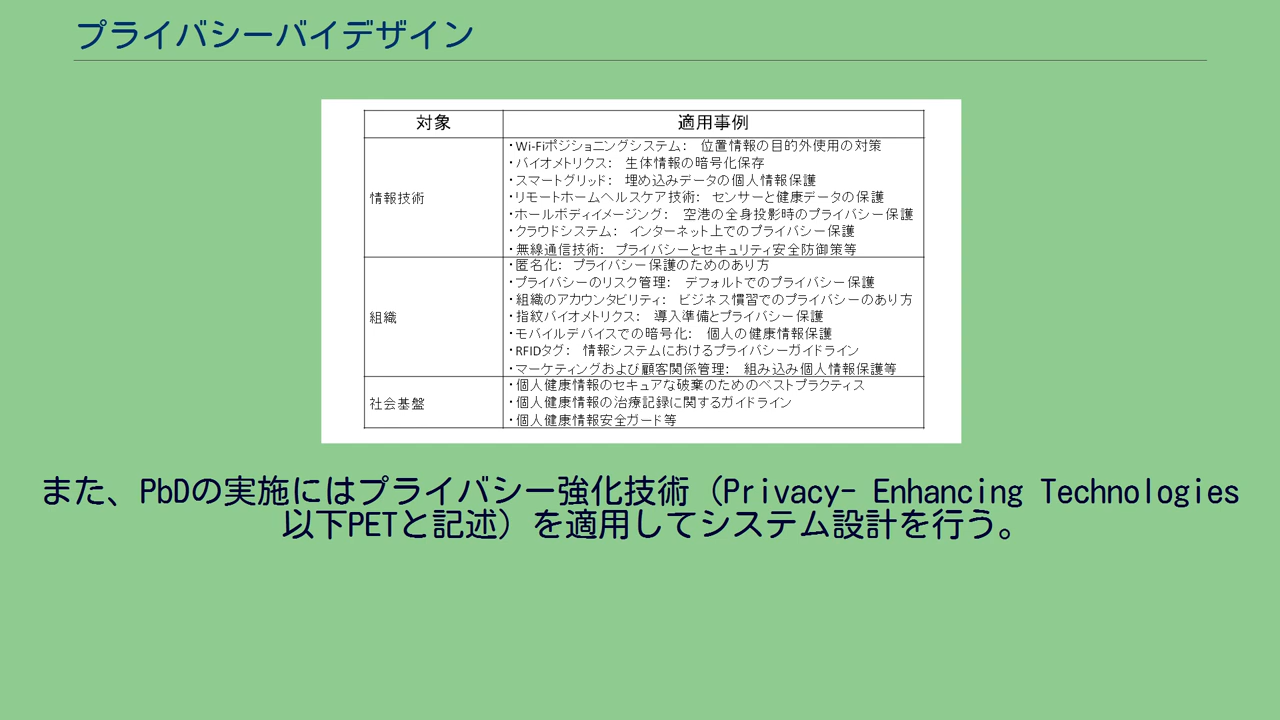 プライバシーバイデザイン
対象 適用事例
情報技術
・Wi-Fiポジショニングシステム: 位置情報の目的外使用の対策
・バイオメトリクス: 生体情報の暗号化保存
・スマートグリッド: 埋め込みデータの個人情報保護
・リモートホームヘルスケア技術: センサーと健康データの保護
・ホールボディイメージング: 空港の全身投影時のプライバシー保護
・クラウドシステム: インターネット上でのプライバシー保護
・無線通信技術: プライバシーとセキュリティ安全防御策等
組織
・匿名化: プライバシー保護のためのあり方
・プライバシーのリスク管理: デフォルトでのプライバシー保護
・組織のアカウンタビリティ: ビジネス慣習でのプライバシーのあり方
・指紋バイオメトリクス: 導入準備とプライバシー保護
・モバイルデバイスでの暗号化: 個人の健康情報保護
・RFIDタグ: 情報システムにおけるプライバシーガイドライン
・マーケティングおよび顧客関係管理: 組み込み個人情報保護等
社会基盤
・個人健康情報のセキュアな破棄のためのベストプラクティス
・個人健康情報の治療記録に関するガイドライン
・個人健康情報安全ガード等
また、PbDの実施にはプライバシー強化技術（Privacy- Enhancing Technologies
以下PETと記述）を適用してシステム設計を行う。